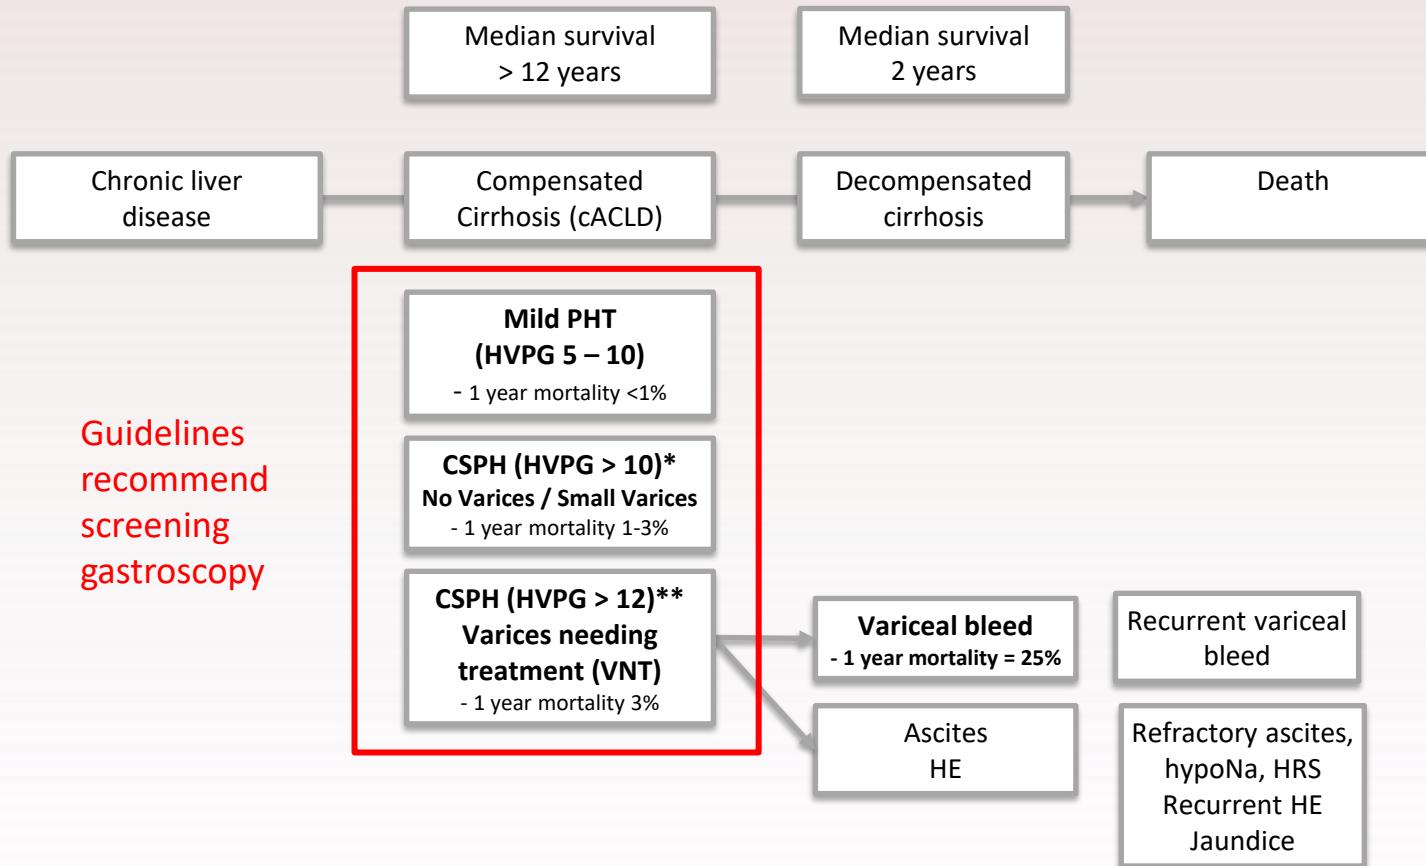 Median survival
> 12 years
Median survival
2 years
Chronic liver
disease
Compensated
Cirrhosis (cACLD)
Decompensated
cirrhosis
Death
Guidelines
recommend
screening
gastroscopy
Mild PHT
(HVPG 5 – 10)
- 1 year mortality <1%
CSPH (HVPG > 10)*
No Varices / Small Varices
- 1 year mortality 1-3%
CSPH (HVPG > 12)**
Varices needing
treatment (VNT)
- 1 year mortality 3%
Variceal bleed
- 1 year mortality = 25%
Recurrent variceal
bleed
Ascites
HE
Refractory ascites,
hypoNa, HRS
Recurrent HE
Jaundice